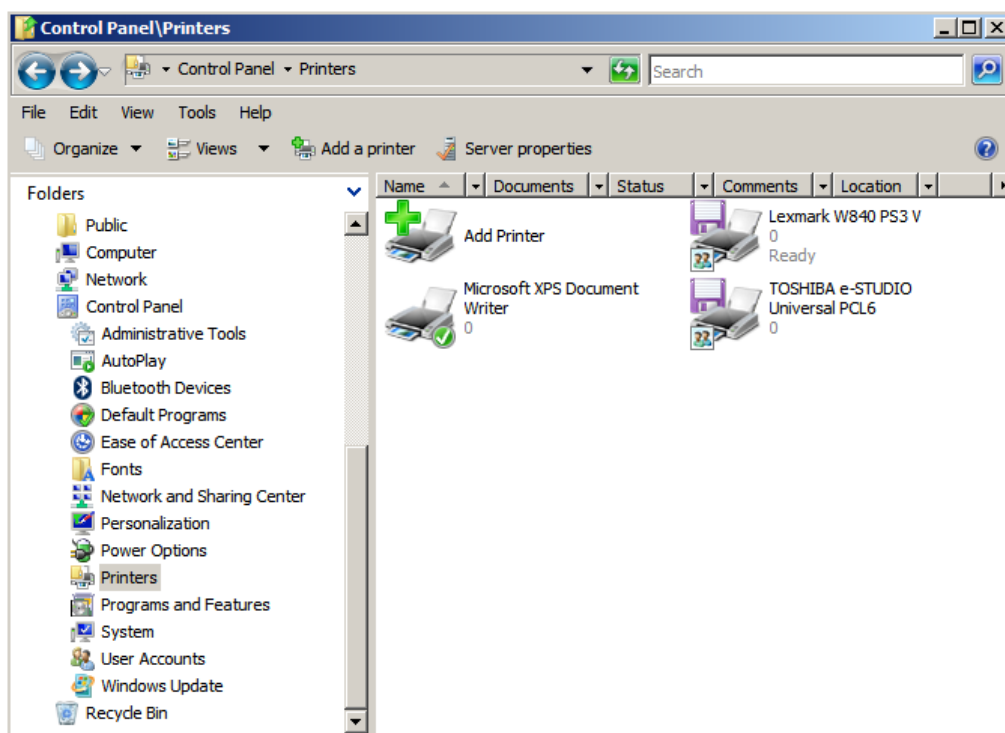 Control Panel\Printers
Control Panel Printers
Search
File Edit View Tools Help
Organize Views Add a printer Server properties
Folders
Public
Computer
Network
Control Panel
Administrative Tools
AutoPlay
Bluetooth Devices
Default Programs
Ease of Access Center
Fonts
Network and Sharing Center
Personalization
Power Options
Printers
Programs and Features
System
User Accounts
Windows Update
Recycle Bin
Name Documents Status Comments Location
Add Printer
Lexmark W840 PS3 V
0
Ready
Microsoft XPS Document
Writer
0
TOSHIBA e-STUDIO
Universal PCL6
0